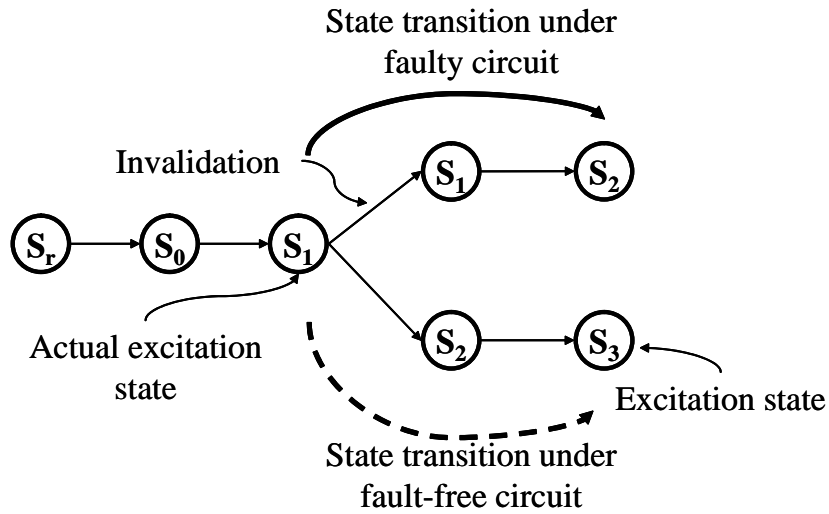 State transition under
faulty circuit
Invalidation
S1
S2
Sr
S0
S1
Actual excitation
state
S2
S3
Excitation state
State transition under
fault-free circuit